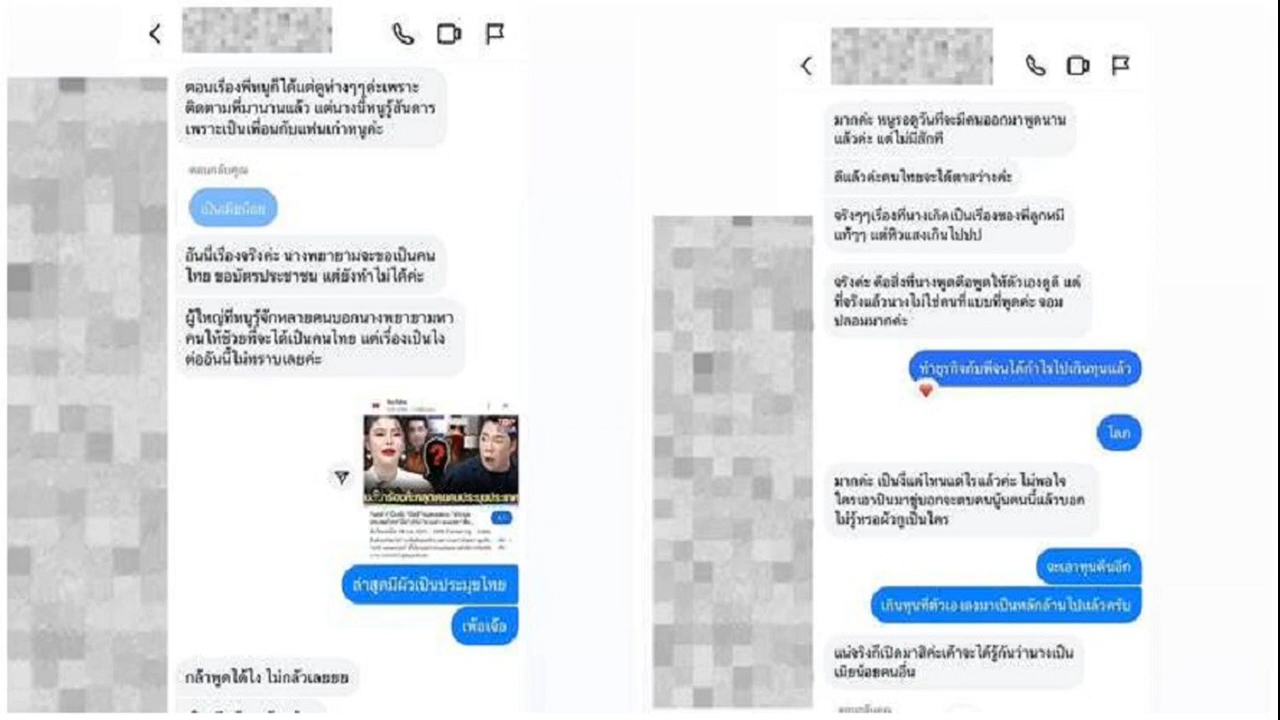 ตอนเรื่องพี่หนูก็ได้แต่ดูห่างๆค่ะเพราะ
ติดตามพี่มานานแล้ว แต่นางนี่หนูรู้สันดาร
เพราะเป็นเพื่อนกับแฟนเก่าหนูค่ะ
ตอบกลับคุณ
เป็นเมียน้อย
อันนี้เรื่องจริงค่ะ นางพยายามจะขอเป็นคน
ไทย ขอบัตรประชาชน แต่ยังทำไม่ได้ค่ะ
ผู้ใหญ่ที่หนูรู้จักหลายคนบอกนางพยายามหา
คนให้ช่วยที่จะได้เป็นคนไทย แต่เรื่องเป็นไง
ต่ออันนี้ไม่ทราบเลยค่ะ
ล่าสุดมีผัวเป็นประมุขไทย
เพ้อเจ้อ
กล้าพูดได้ไง ไม่กลัวเลยยย
มากค่ะ หนูรอดูวันที่จะมีคนออกมาพูดนาน
แล้วค่ะ แต่ไม่มีสักที
ดีแล้วค่ะคนไทยจะได้ตาสว่างค่ะ
จริงๆๆเรื่องที่นางเกิดเป็นเรื่องของพี่ลูกหมี
แท้ๆๆ แต่หิวแสงเกินไปปป
จริงค่ะ คือสิ่งที่นางพูดคือพูดให้ตัวเองดูดี แต่
ที่จริงแล้วนางไม่ใช่คนที่แบบที่พูดค่ะ จอม
ปลอมมากค่ะ
ทำธุรกิจกับพี่จนได้กำไรไปเกินทุนแล้ว
โลภ
มากค่ะ เป็นงี้แต่ไหนแต่ไรแล้วค่ะ ไม่พอใจ
ใครเอาปืนมาขู่บอกจะตบคนนู้นคนนี้แล้วบอก
ไม่รู้หรอผัวกูเป็นใคร
จะเอาทุนคืนอีก
เกินทุนที่ตัวเองลงมาเป็นหลักล้านไปแล้วครับ
แน่จริงก็เปิดมาสิค่ะเค้าจะได้รู้กันว่านางเป็น
เมียน้อยคนอื่น